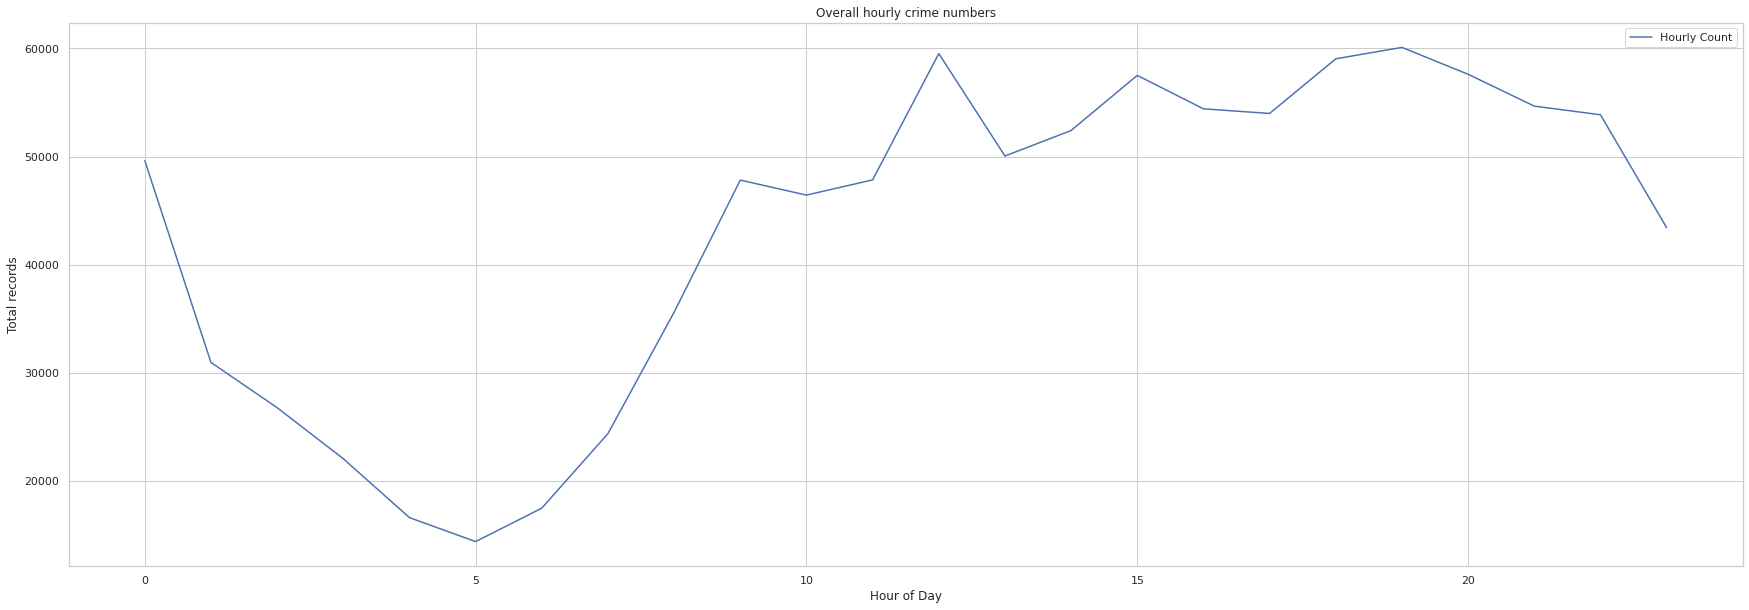 Overall hourly crime numbers
Hourly Count
60000
50000
40000
30000
20000
Total records
0 5 10 15 20
Hour of Day